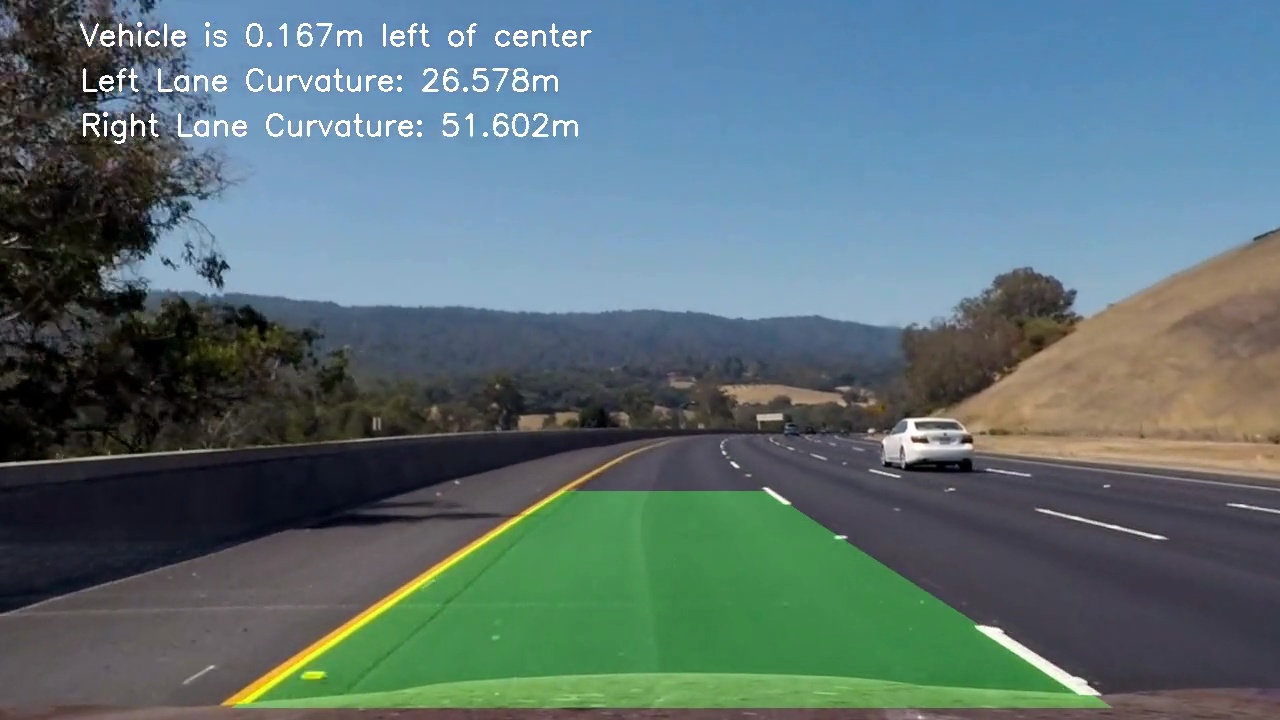 Vehicle is 0.167m left of center
Left Lane Curvature: 26.578m
Right Lane Curvature: 51.602m